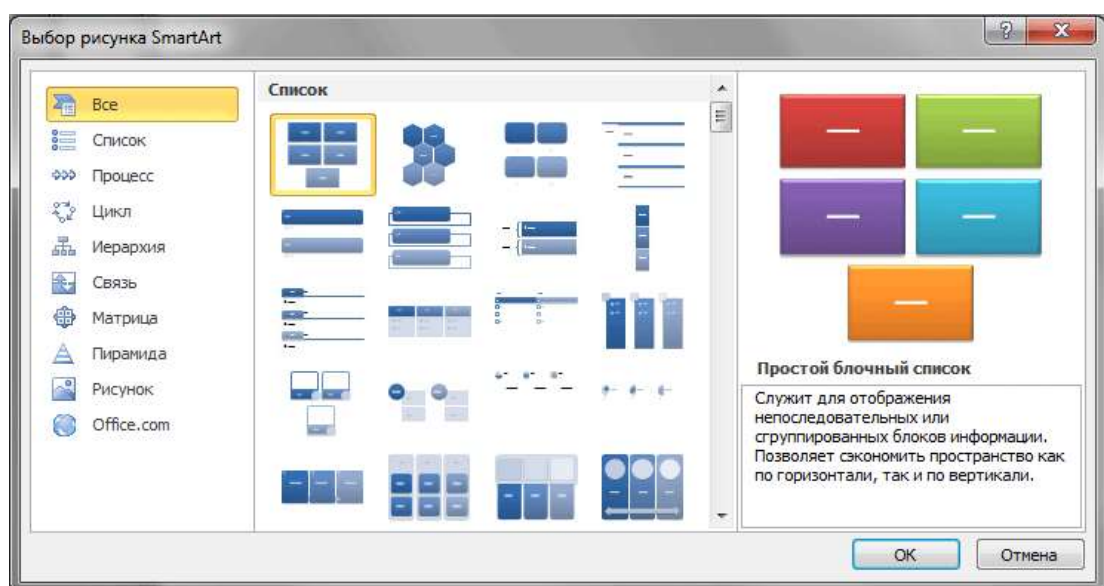 Выбор рисунка SmartArt
Все
Список
Процесс
Цикл
Иерархия
Связь
Матрица
Пирамида
Рисунок
Office.com
Список
Простой блочный список
Служит для отображения
непоследовательных или
сгруппированных блоков информации.
Позволяет сэкономить пространство как
по горизонтали, так и по вертикали.
ОК
Отмена